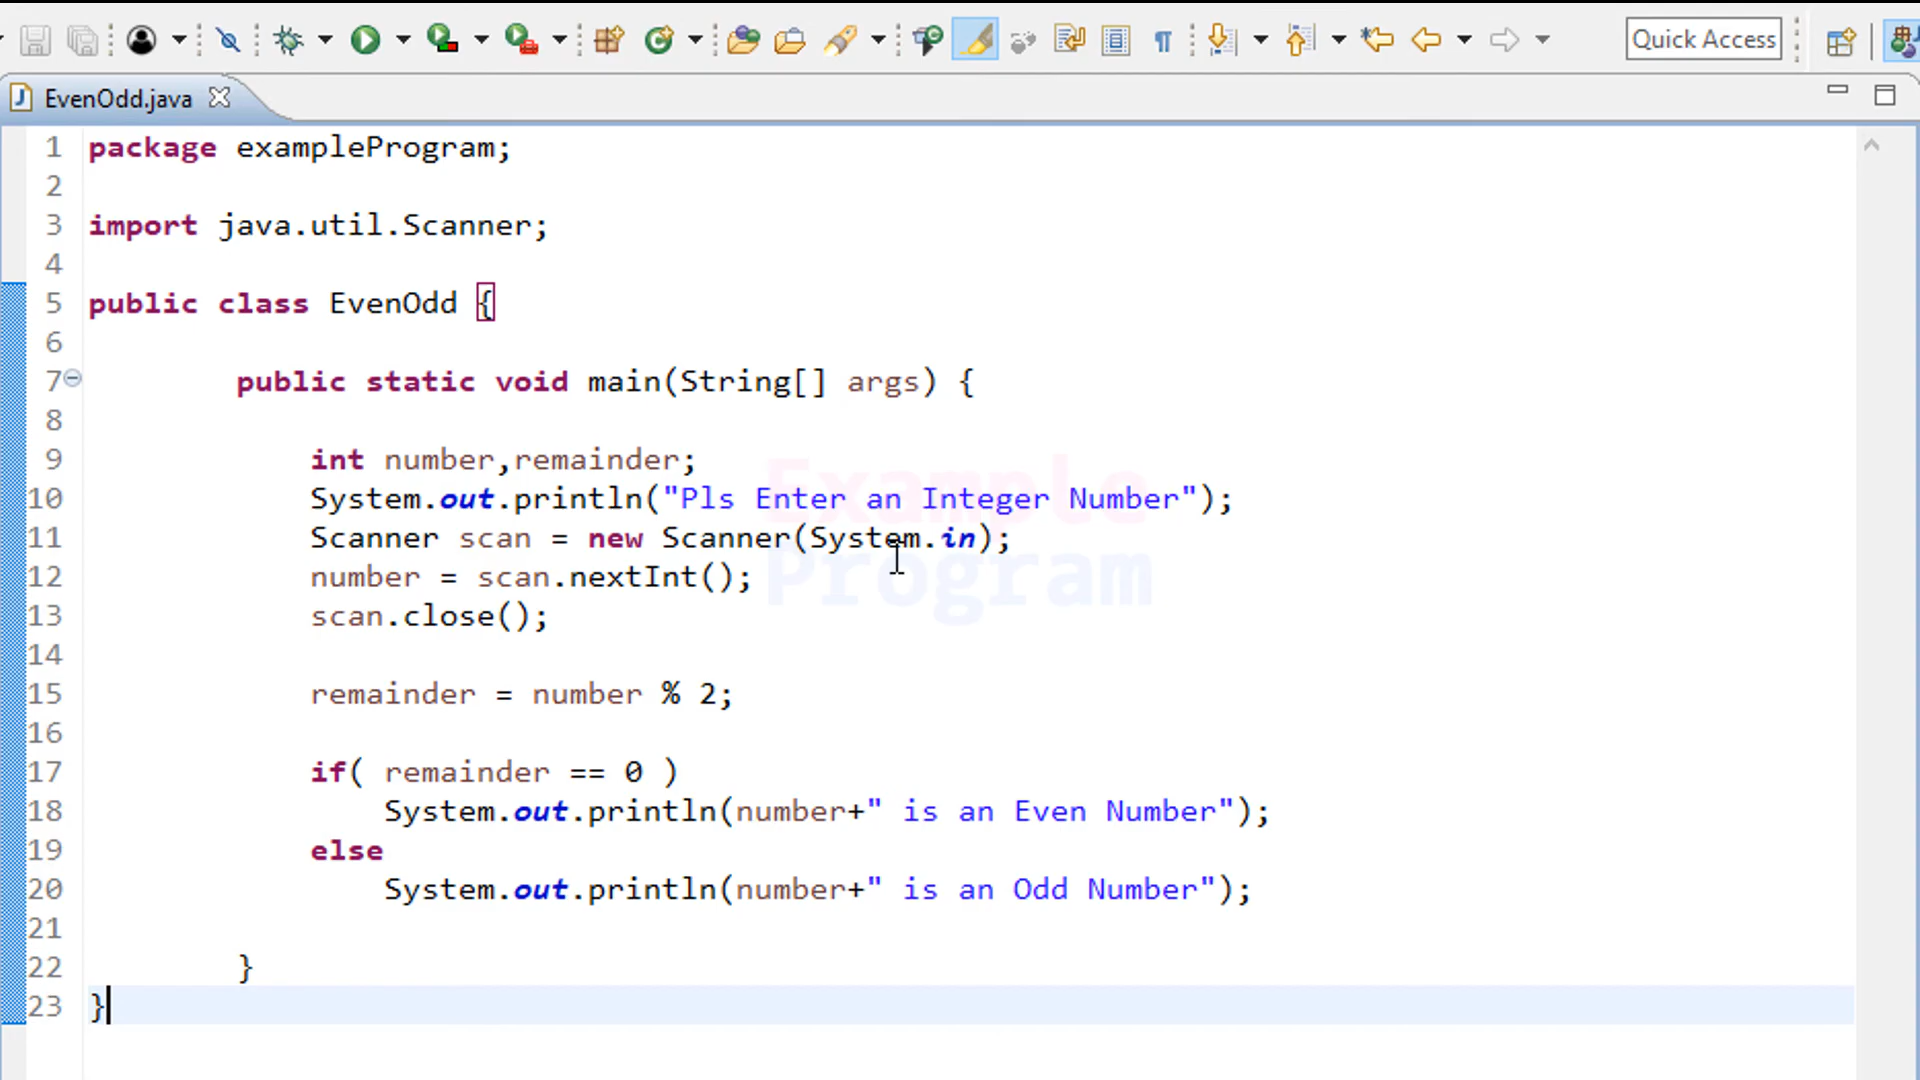 Quick Access
EvenOdd.java
1 package exampleProgram;
2
3 import java.util.Scanner;
4
5 public class EvenOdd {
6
7 public static void main(String[] args) {
8
9 int number,remainder;
10 System.out.println("Pls Enter an Integer Number");
11 Scanner scan = new Scanner(System.in);
12 number = scan.nextInt();
13 scan.close();
14
15 remainder = number % 2;
16
17 if( remainder == 0 )
18 System.out.println(number+" is an Even Number");
19 else
20 System.out.println(number+" is an Odd Number");
21
22 }
23 }
Example
Program